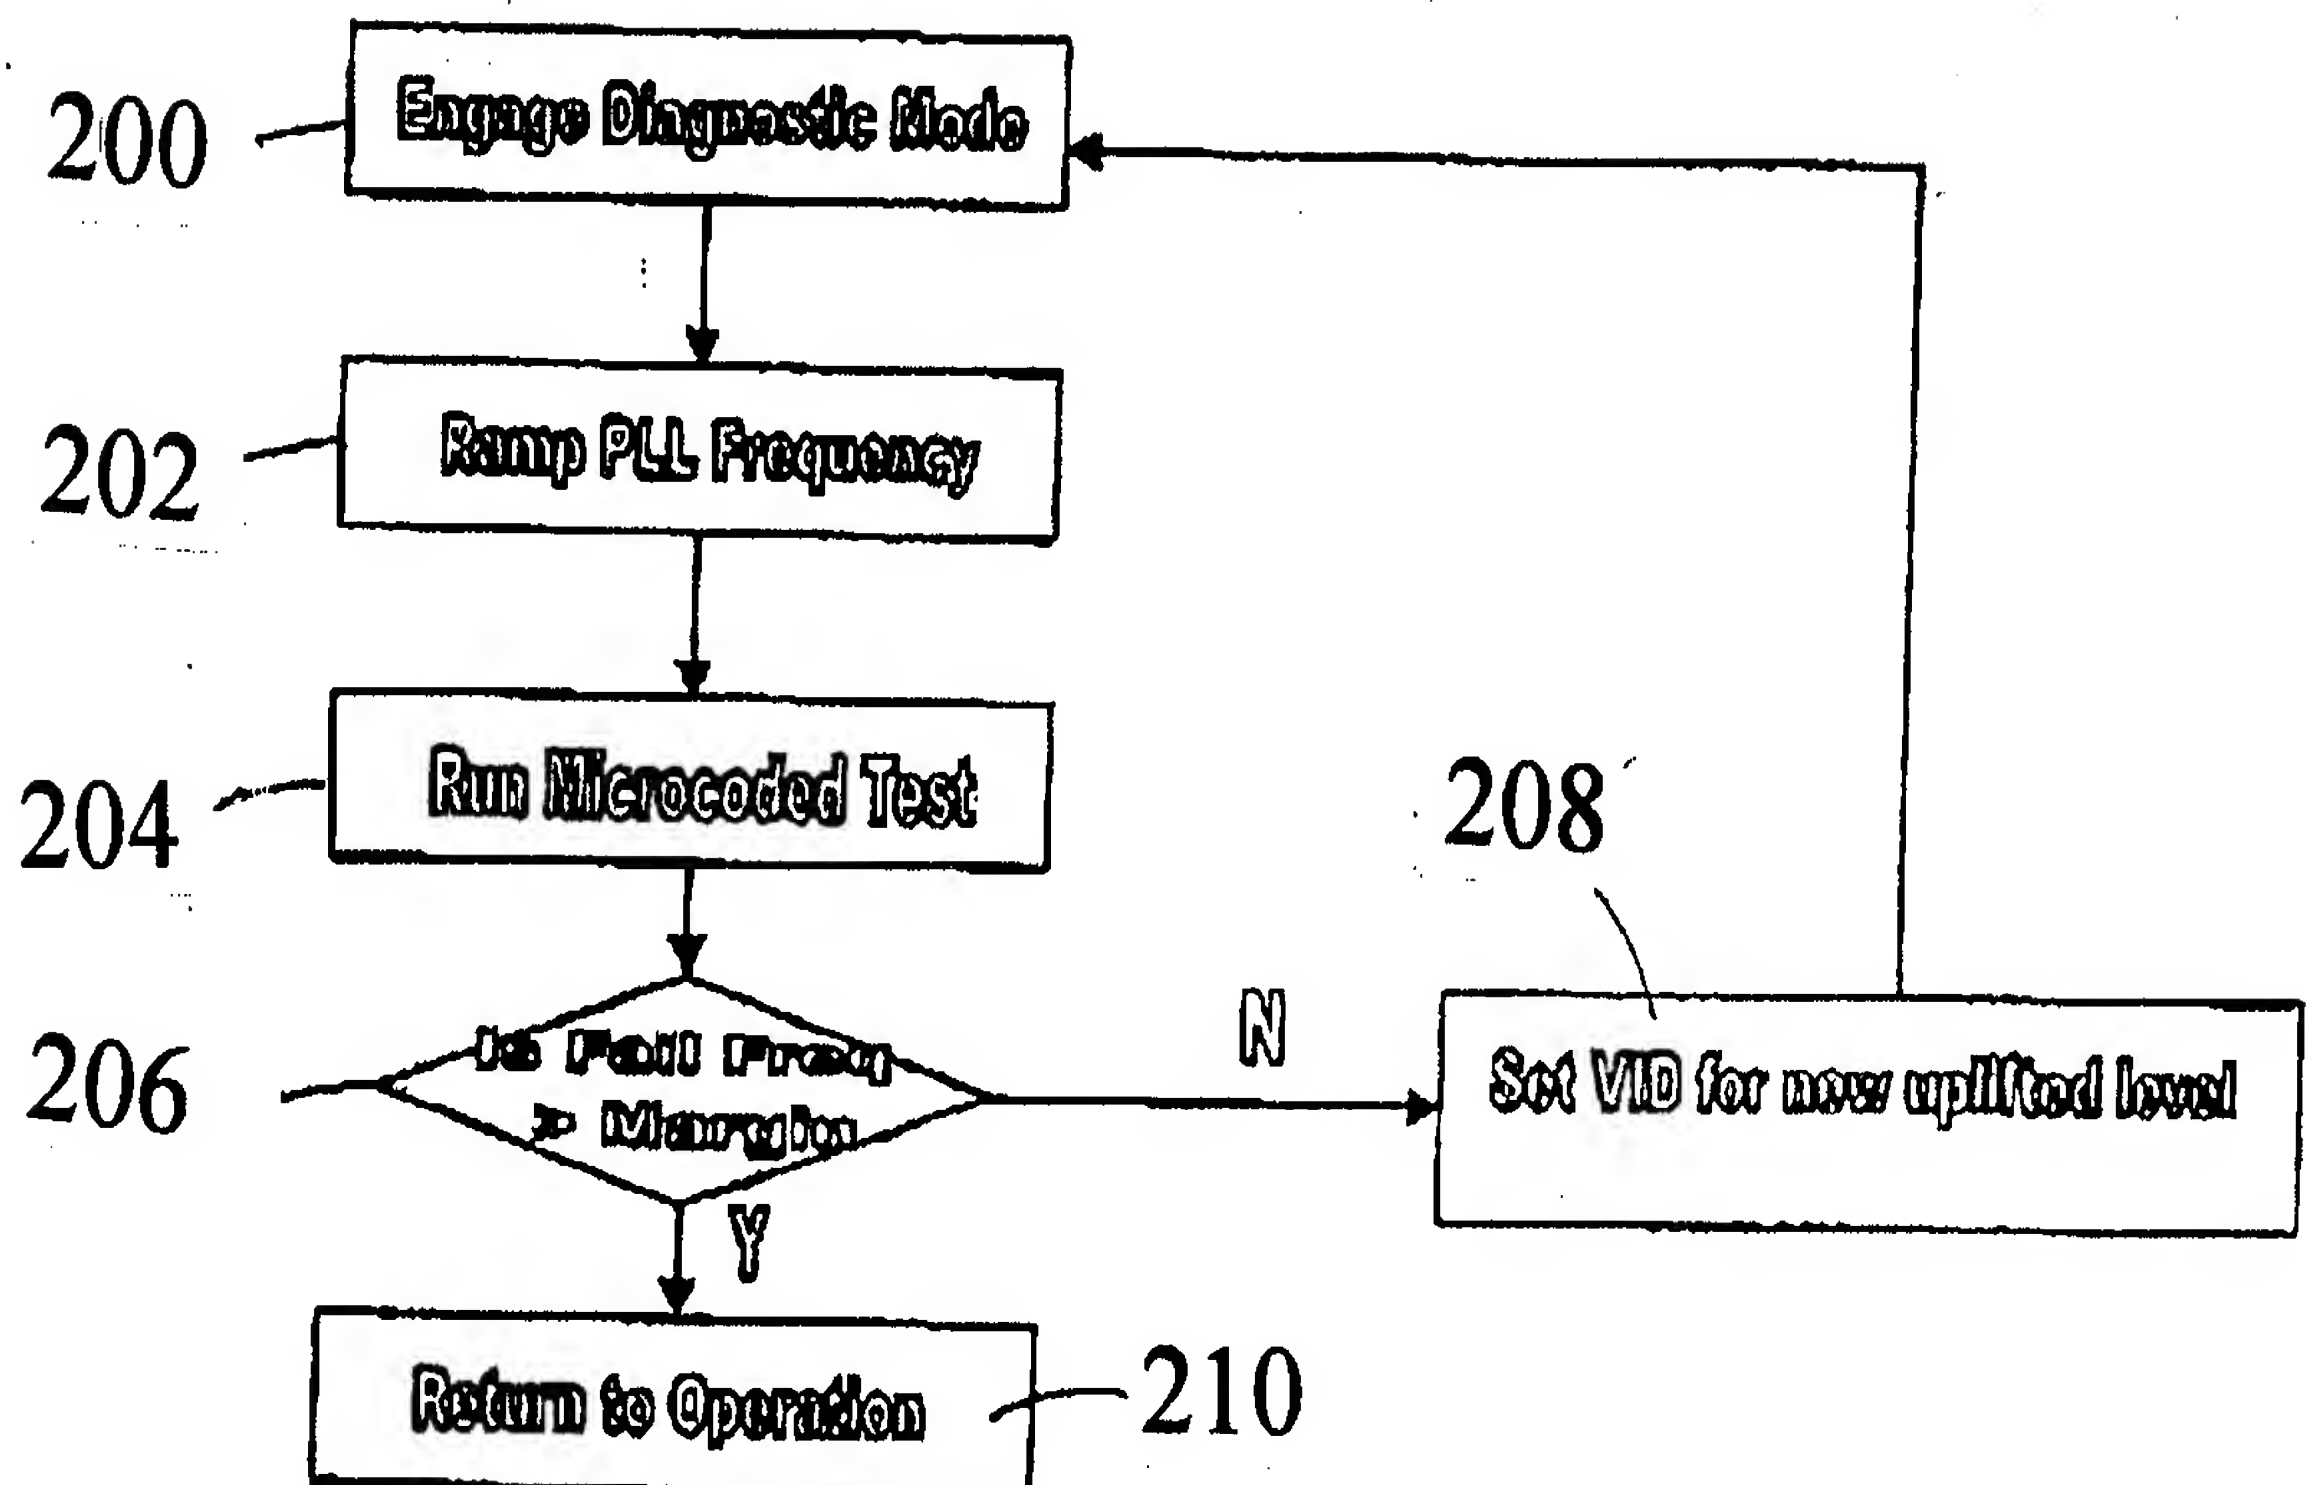 200
Engage Diagnostic Mode
202
Ramp PLL Frequency
204
Run Microcoded Test
208
206
Is Fail Freq
> Margin
N
Set VID for new uplifted level
Y
Return to Operation
210